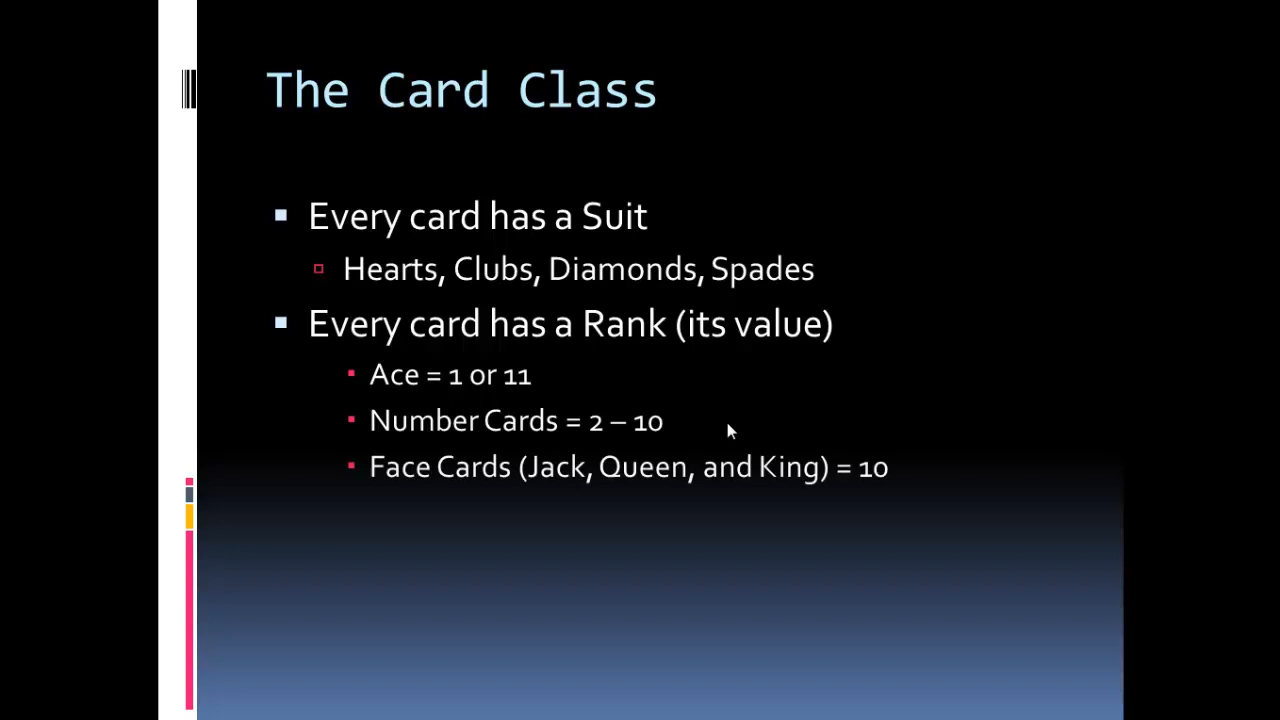 The Card Class
Every card has a Suit
Hearts, Clubs, Diamonds, Spades
Every card has a Rank (its value)
Ace = 1 or 11
Number Cards = 2 – 10
Face Cards (Jack, Queen, and King) = 10